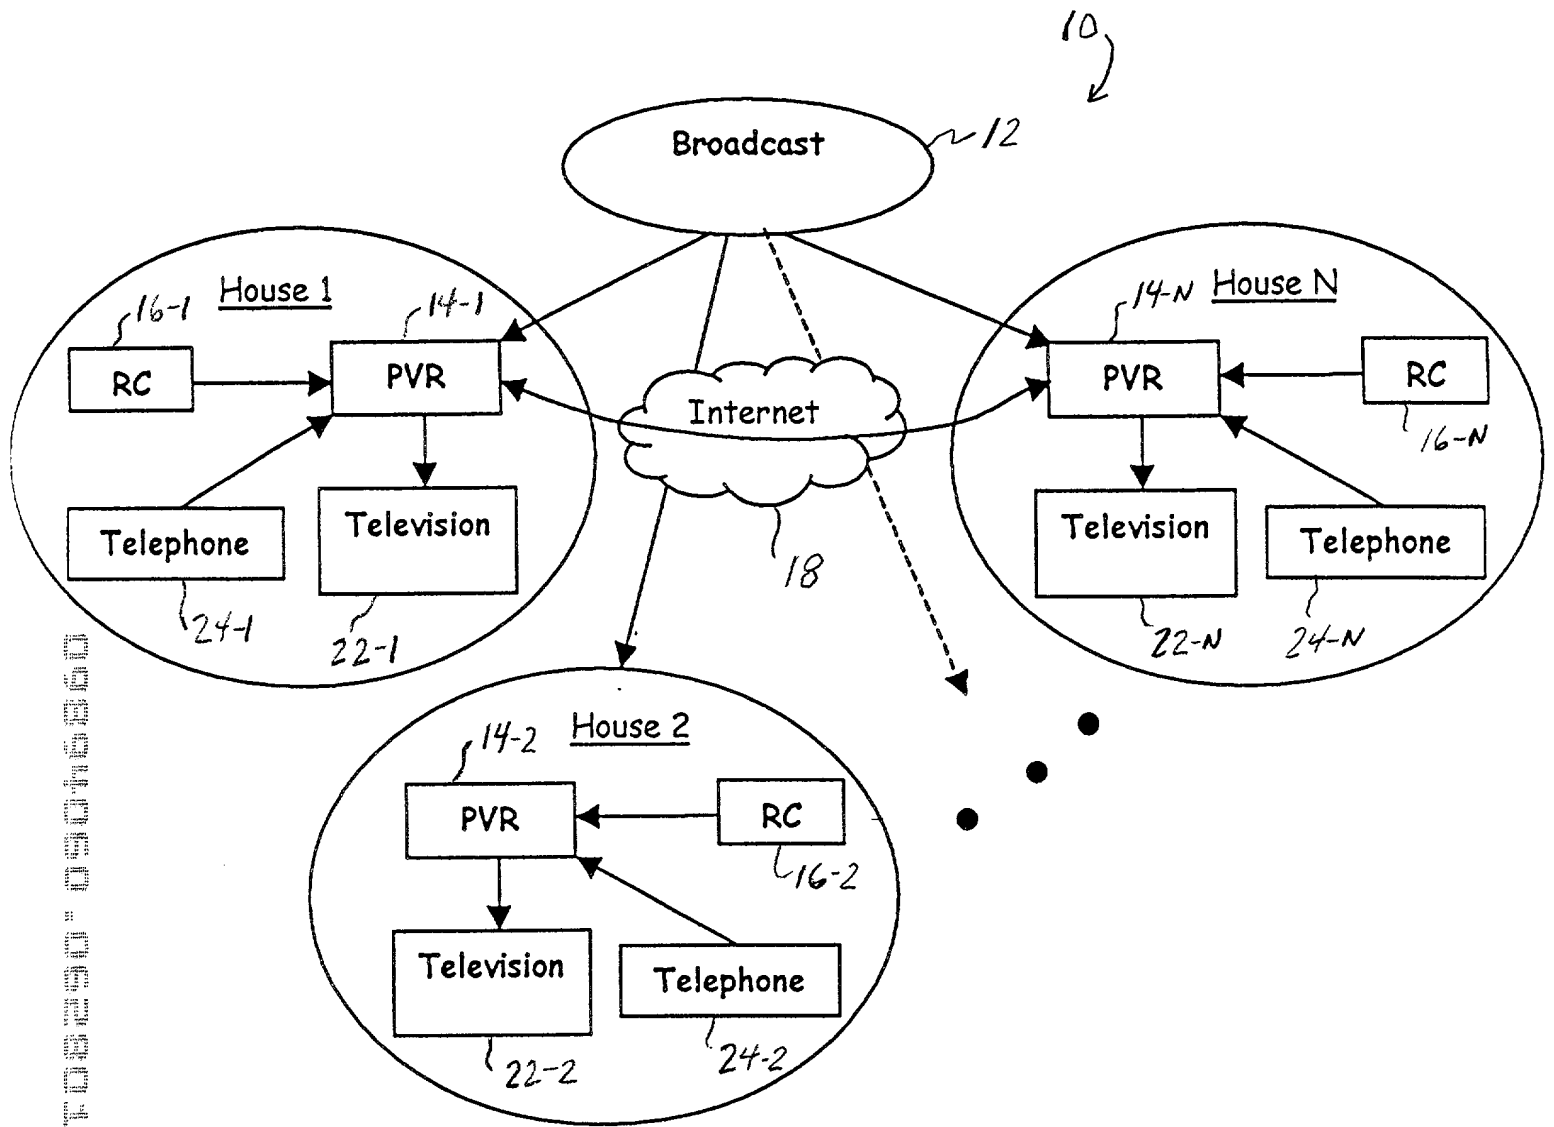 10
Broadcast
12
House 1
16-1
14-1
RC
PVR
Telephone
Television
24-1
22-1
Internet
18
House N
14-N
PVR
RC
16-N
Television
Telephone
22-N
24-N
House 2
14-2
PVR
RC
16-2
Television
Telephone
22-2
24-2
09894060 . 062801